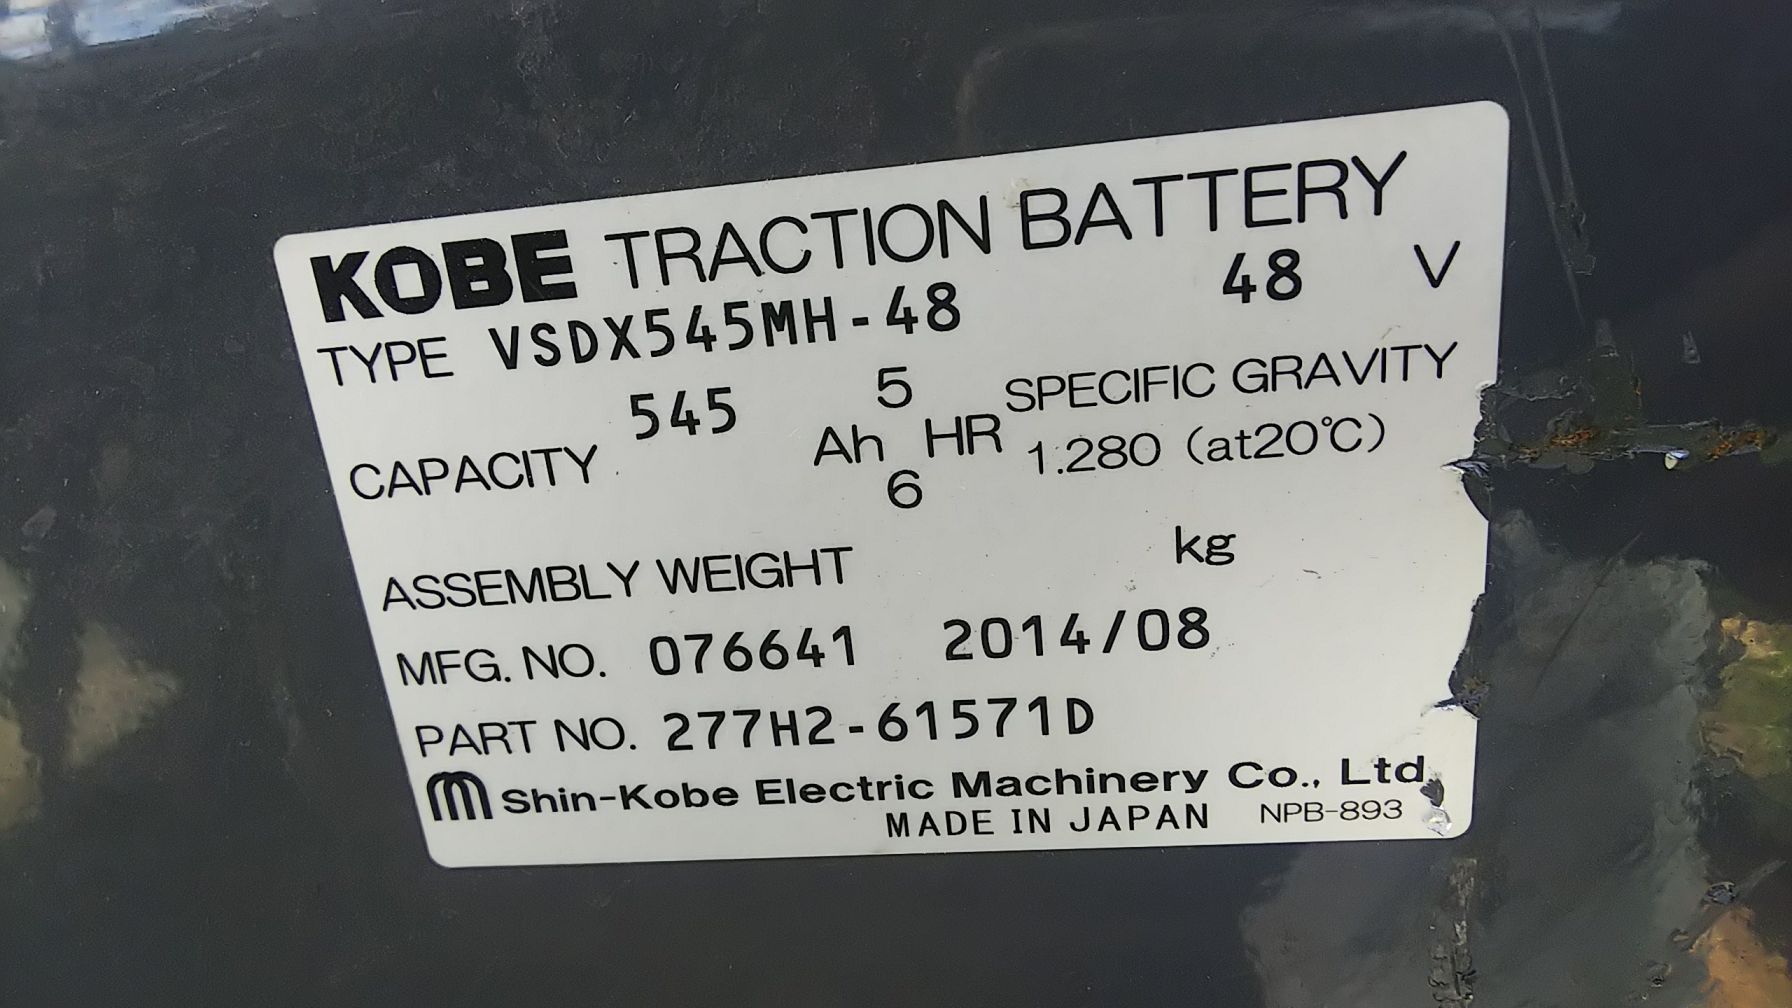 KOBE TRACTION BATTERY
TYPE VSDX545MH-48 48 V
CAPACITY 545 Ah 5 HR 6 SPECIFIC GRAVITY
1.280 (at20℃)
ASSEMBLY WEIGHT kg
MFG. NO. 076641 2014/08
PART NO. 277H2-61571D
Shin-Kobe Electric Machinery Co., Ltd.
MADE IN JAPAN NPB-893